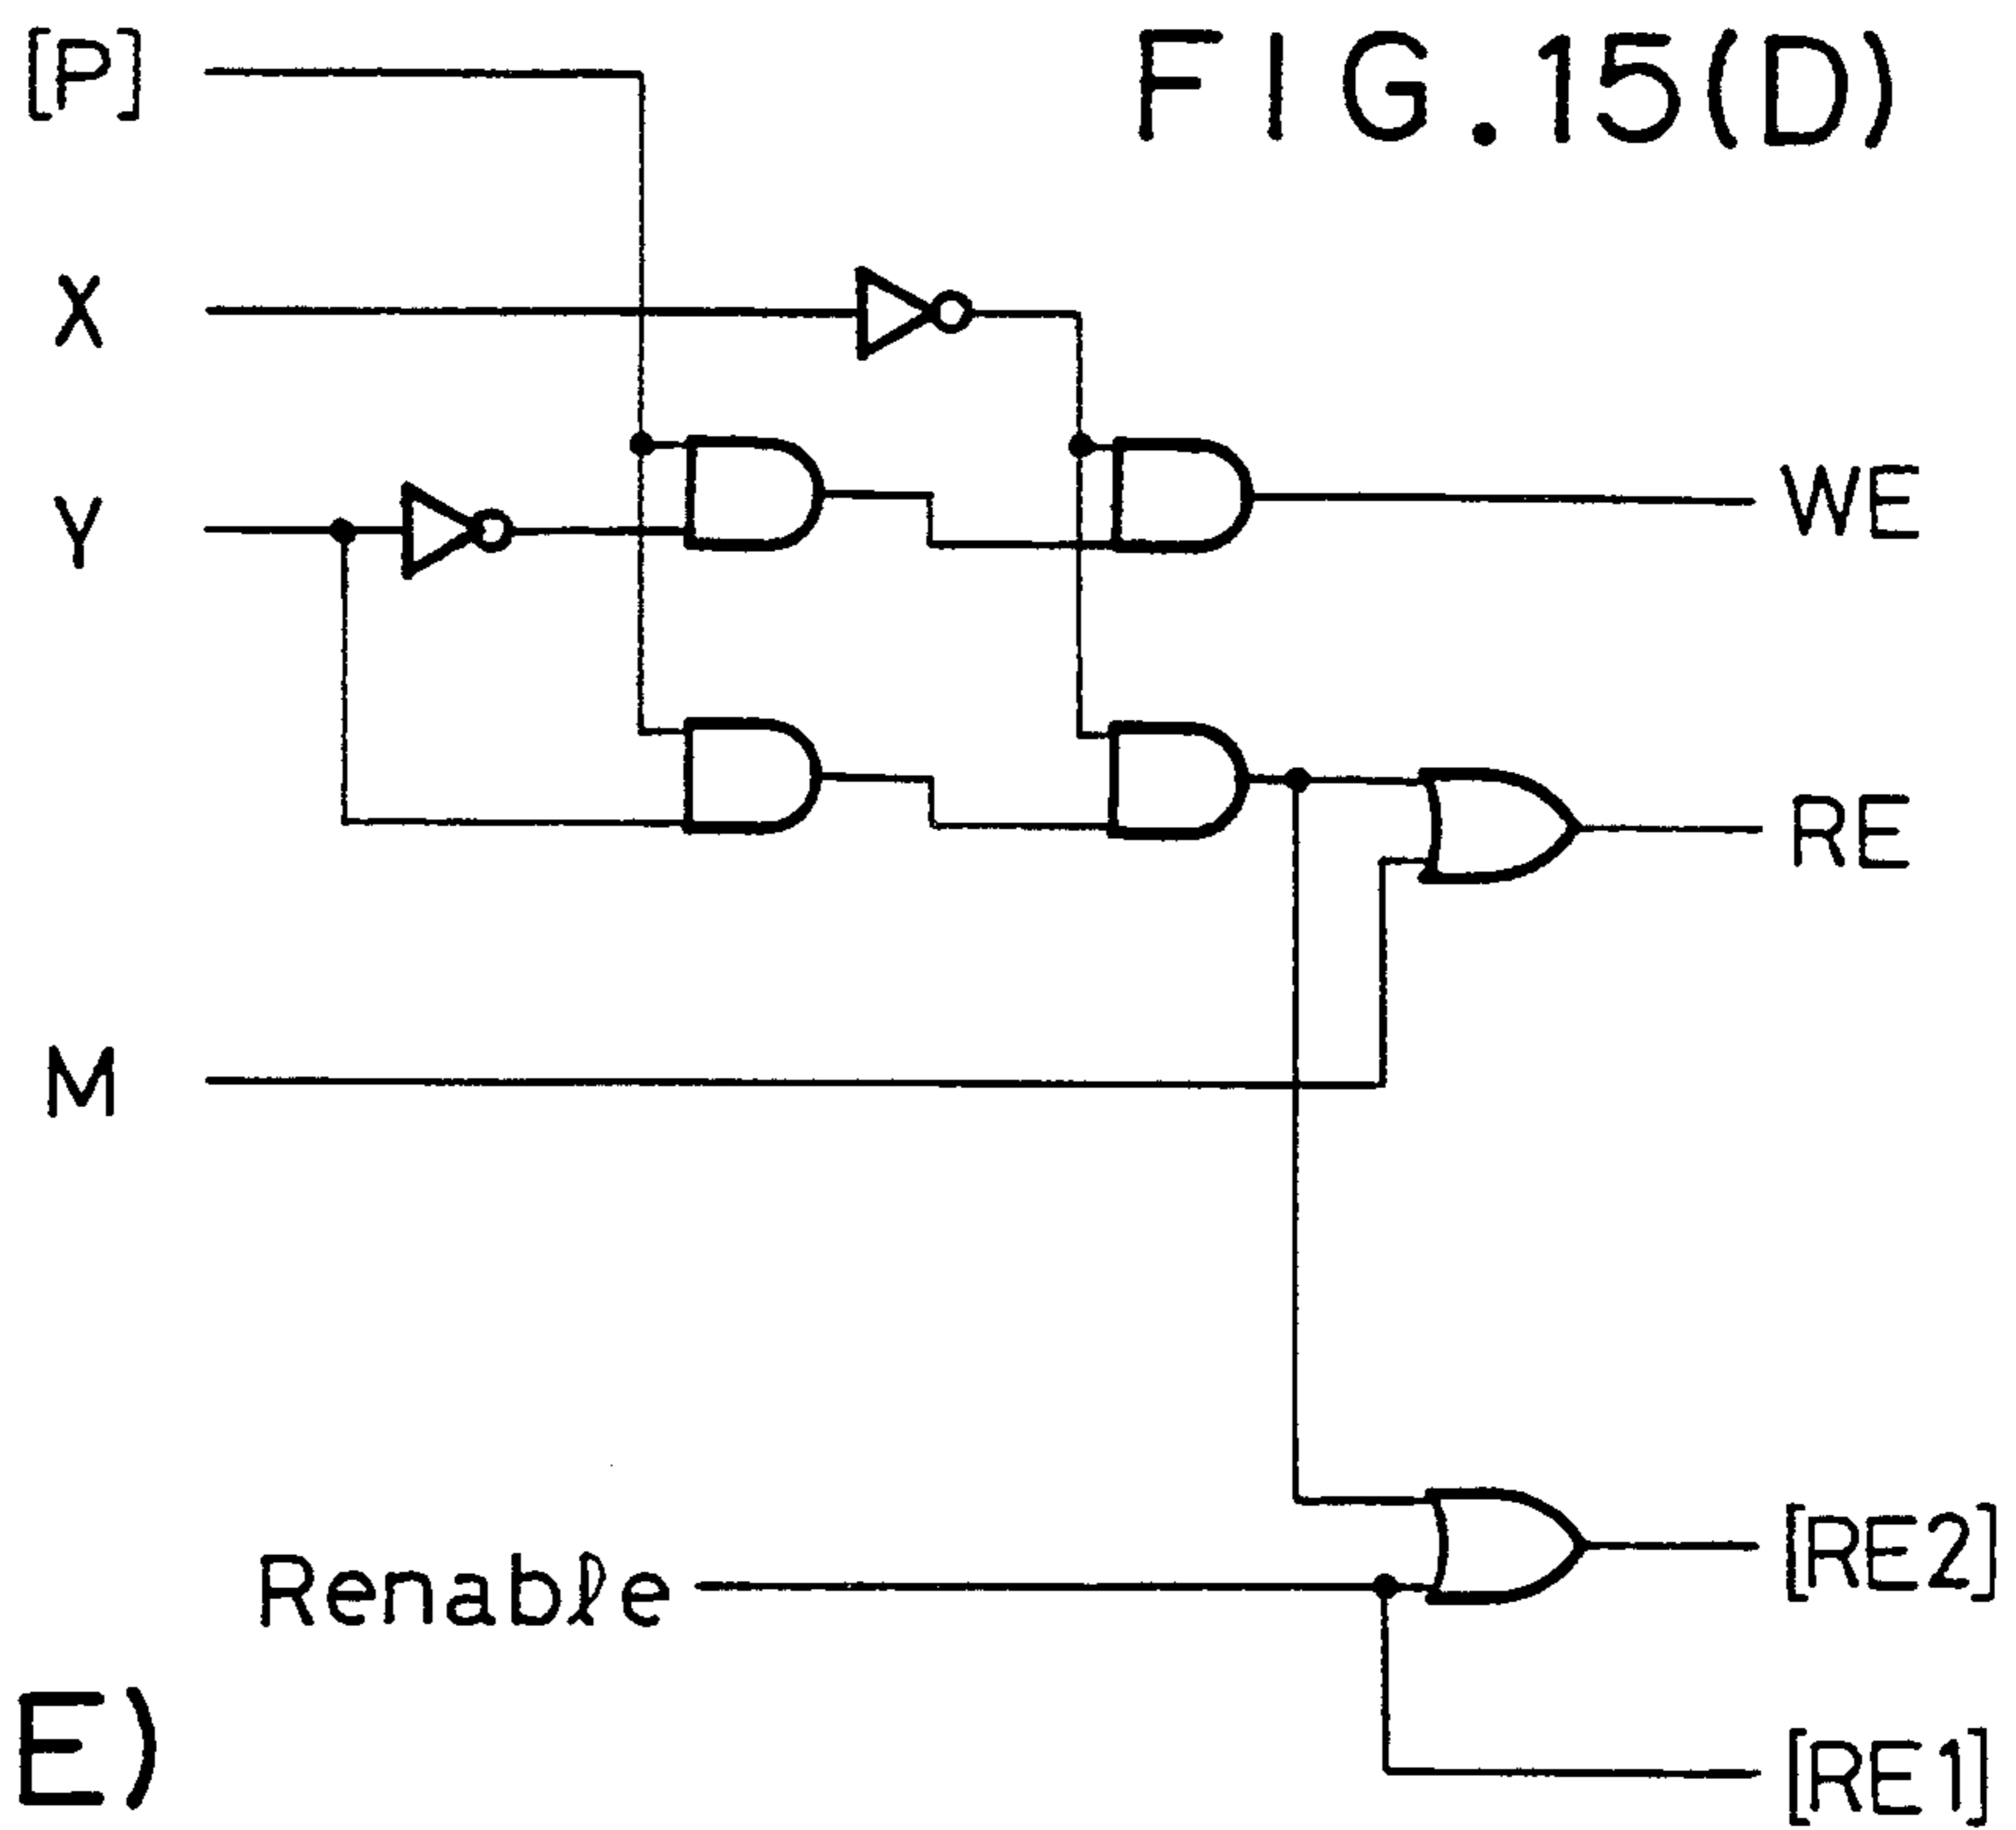 FIG.15(D)
[P]
X
Y
WE
RE
M
Renable
[RE2]
E)
[RE1]